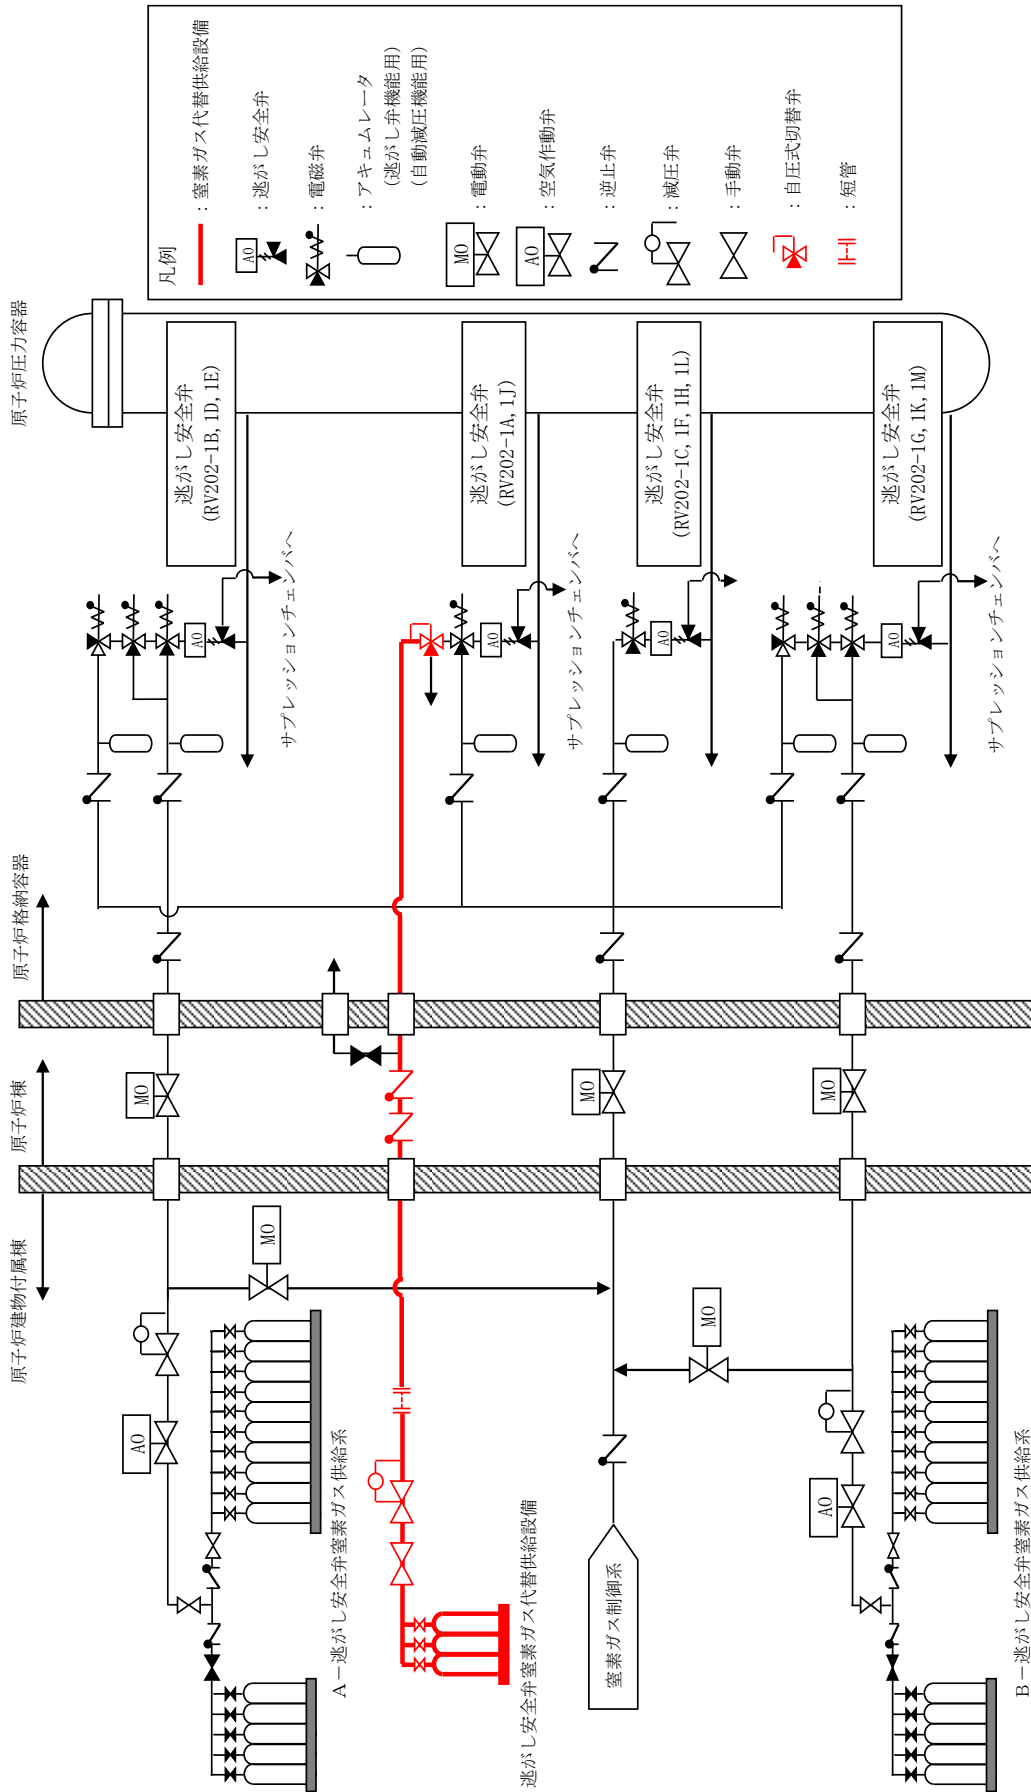 凡例
：窒素ガス代替供給設備
AO
：逃がし安全弁
：電磁弁
：アキュムレータ
(逃がし弁機能用)
(自動減圧機能用)
MO
：電動弁
AO
：空気作動弁
：逆止弁
：減圧弁
：手動弁
：自圧式切替弁
：短管
原子炉圧力容器
逃がし安全弁
(RV202-1B, 1D, 1E)
逃がし安全弁
(RV202-1A, 1J)
逃がし安全弁
(RV202-1C, 1F, 1H, 1L)
逃がし安全弁
(RV202-1G, 1K, 1M)
AO
AO
AO
AO
サプレッションチェンバへ
サプレッションチェンバへ
サプレッションチェンバへ
原子炉格納容器
原子炉棟
MO
MO
MO
原子炉建物付属棟
MO
MO
AO
AO
A－逃がし安全弁窒素ガス供給系
逃がし安全弁窒素ガス代替供給設備
窒素ガス制御系
B－逃がし安全弁窒素ガス供給系